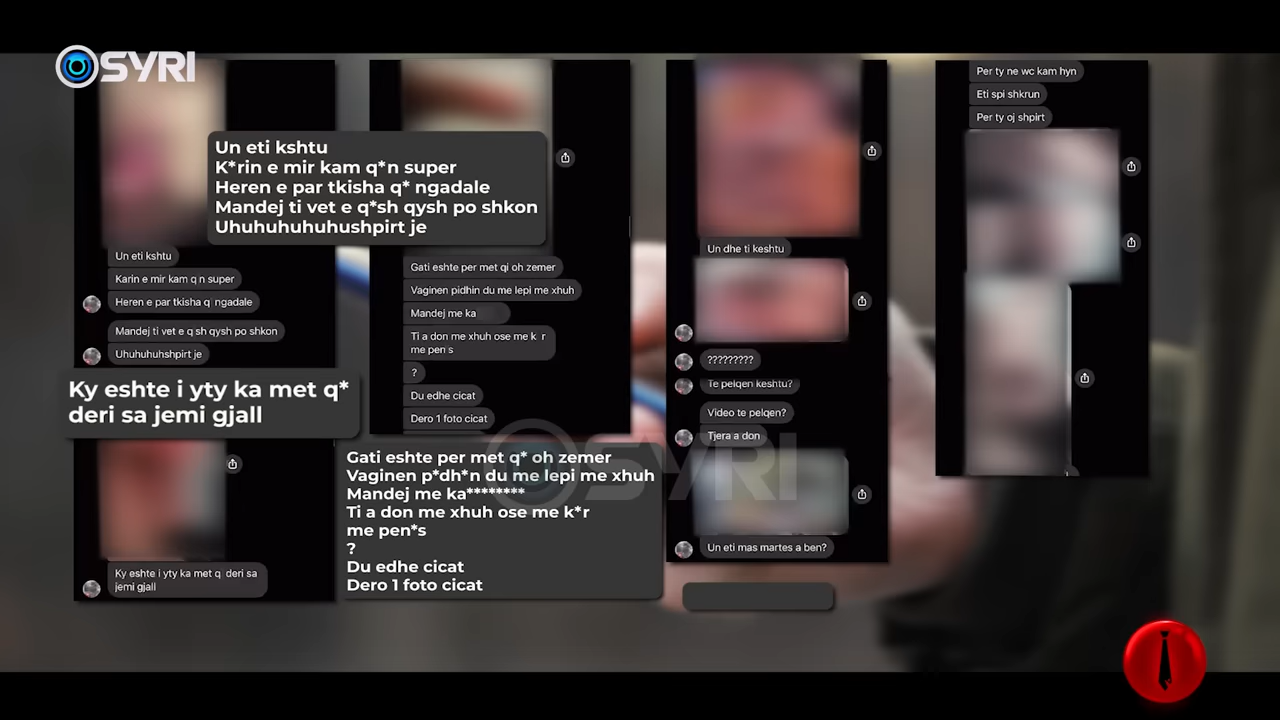 SYRI
Un eti kshtu
K*rin e mir kam q*n super
Heren e par tkisha q* ngadale
Mandej ti vet e q*sh qysh po shkon
Uhuhuhuhuhushpirt je
Un eti kshtu
Karin e mir kam q n super
Heren e par tkisha q ngadale
Mandej ti vet e q sh qysh po shkon
Uhuhuhuhshpirt je
Ky eshte i yty ka met q*
deri sa jemi gjall
Ky eshte i yty ka met q deri sa
jemi gjall
Gati eshte per met qi oh zemer
Vaginen pidhin du me lepi me xhuh
Mandej me ka
Ti a don me xhuh ose me k r
me pen s
?
Du edhe cicat
Dero 1 foto cicat
Gati eshte per met q* oh zemer
Vaginen p*dh*n du me lepi me xhuh
Mandej me ka********
Ti a don me xhuh ose me k*r
me pen*s
?
Du edhe cicat
Dero 1 foto cicat
Un dhe ti keshtu
?????????
Te pelqen keshtu?
Video te pelqen?
Tjera a don
SYRI
Un eti mas martes a ben?
Per ty ne wc kam hyn
Eti spi shkrun
Per ty oj shpirt